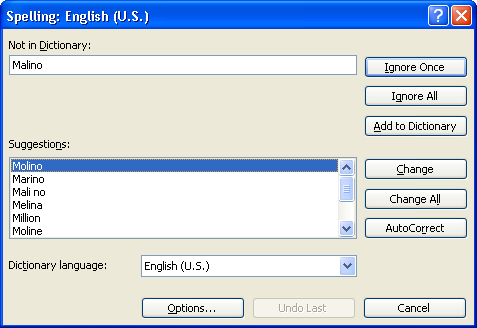 Spelling: English (U.S.)
Not in Dictionary:
Malino
Ignore Once
Ignore All
Add to Dictionary
Suggestions:
Molino
Marino
Mali no
Melina
Million
Moline
Change
Change All
AutoCorrect
Dictionary language:
English (U.S.)
Options...
Undo Last
Cancel